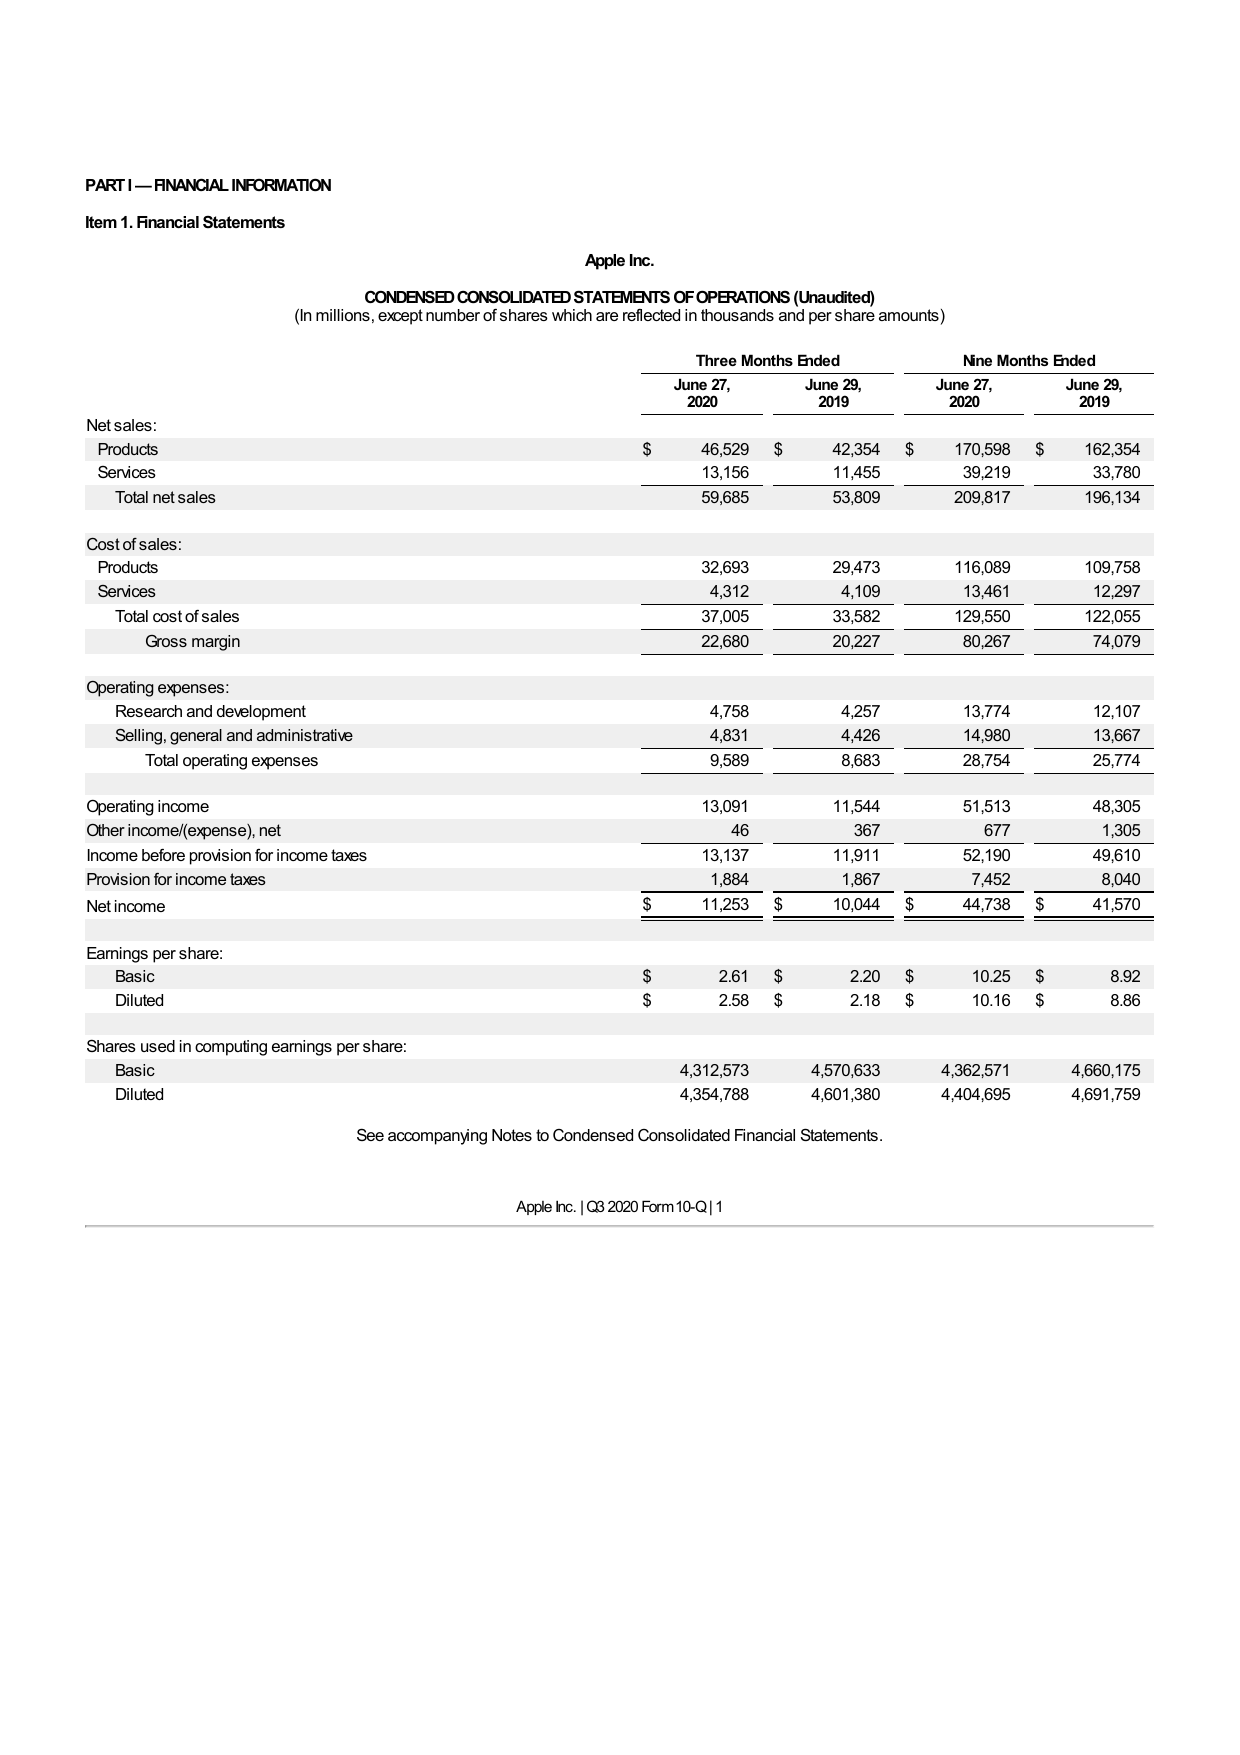 PART I — FINANCIAL INFORMATION
Item 1. Financial Statements
Apple Inc.
CONDENSED CONSOLIDATED STATEMENTS OF OPERATIONS (Unaudited)
(In millions, except number of shares which are reflected in thousands and per share amounts)
Three Months Ended Nine Months Ended
June 27, June 29, June 27, June 29,
2020 2019 2020 2019
Net sales:
Products $ 46,529 $ 42,354 $ 170,598 $ 162,354
Services 13,156 11,455 39,219 33,780
Total net sales 59,685 53,809 209,817 196,134
Cost of sales:
Products 32,693 29,473 116,089 109,758
Services 4,312 4,109 13,461 12,297
Total cost of sales 37,005 33,582 129,550 122,055
Gross margin 22,680 20,227 80,267 74,079
Operating expenses:
Research and development 4,758 4,257 13,774 12,107
Selling, general and administrative 4,831 4,426 14,980 13,667
Total operating expenses 9,589 8,683 28,754 25,774
Operating income 13,091 11,544 51,513 48,305
Other income/(expense), net 46 367 677 1,305
Income before provision for income taxes 13,137 11,911 52,190 49,610
Provision for income taxes 1,884 1,867 7,452 8,040
Net income $ 11,253 $ 10,044 $ 44,738 $ 41,570
Earnings per share:
Basic $ 2.61 $ 2.20 $ 10.25 $ 8.92
Diluted $ 2.58 $ 2.18 $ 10.16 $ 8.86
Shares used in computing earnings per share:
Basic 4,312,573 4,570,633 4,362,571 4,660,175
Diluted 4,354,788 4,601,380 4,404,695 4,691,759
See accompanying Notes to Condensed Consolidated Financial Statements.
Apple Inc. | Q3 2020 Form 10-Q | 1